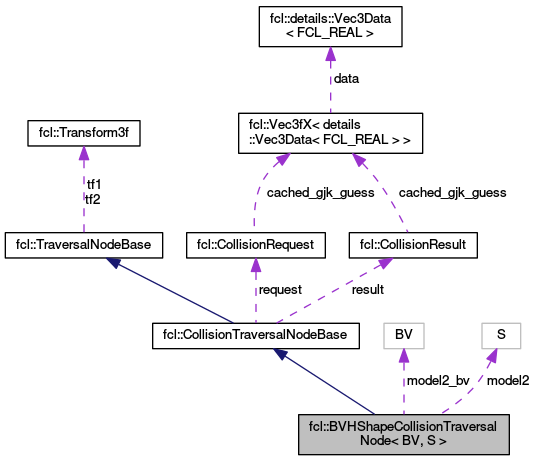 fcl::details::Vec3Data
< FCL_REAL >
data
fcl::Transform3f
fcl::Vec3fX< details
::Vec3Data< FCL_REAL > >
tf1
tf2
cached_gjk_guess
cached_gjk_guess
fcl::TraversalNodeBase
fcl::CollisionRequest
fcl::CollisionResult
request
result
fcl::CollisionTraversalNodeBase
BV
S
model2_bv
model2
fcl::BVHShapeCollisionTraversal
Node< BV, S >